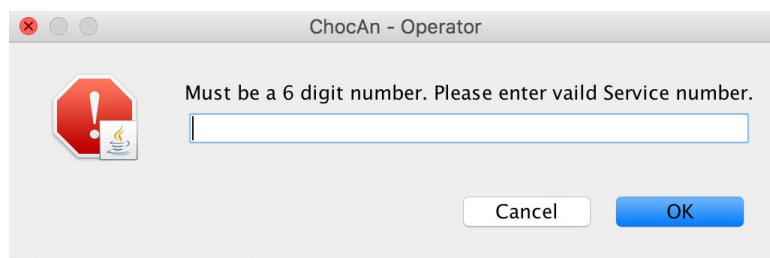 ChocAn - Operator
Must be a 6 digit number. Please enter vaild Service number.
Cancel
OK